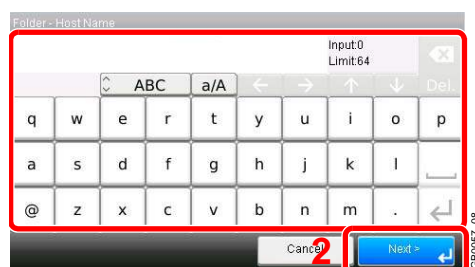 Folder - Host Name
Input:0
Limit:64
ABC a/A Del.
q w e r t y u i o p
a s d f g h j k l
@ z x c v b n m .
Cancel 2 Next >